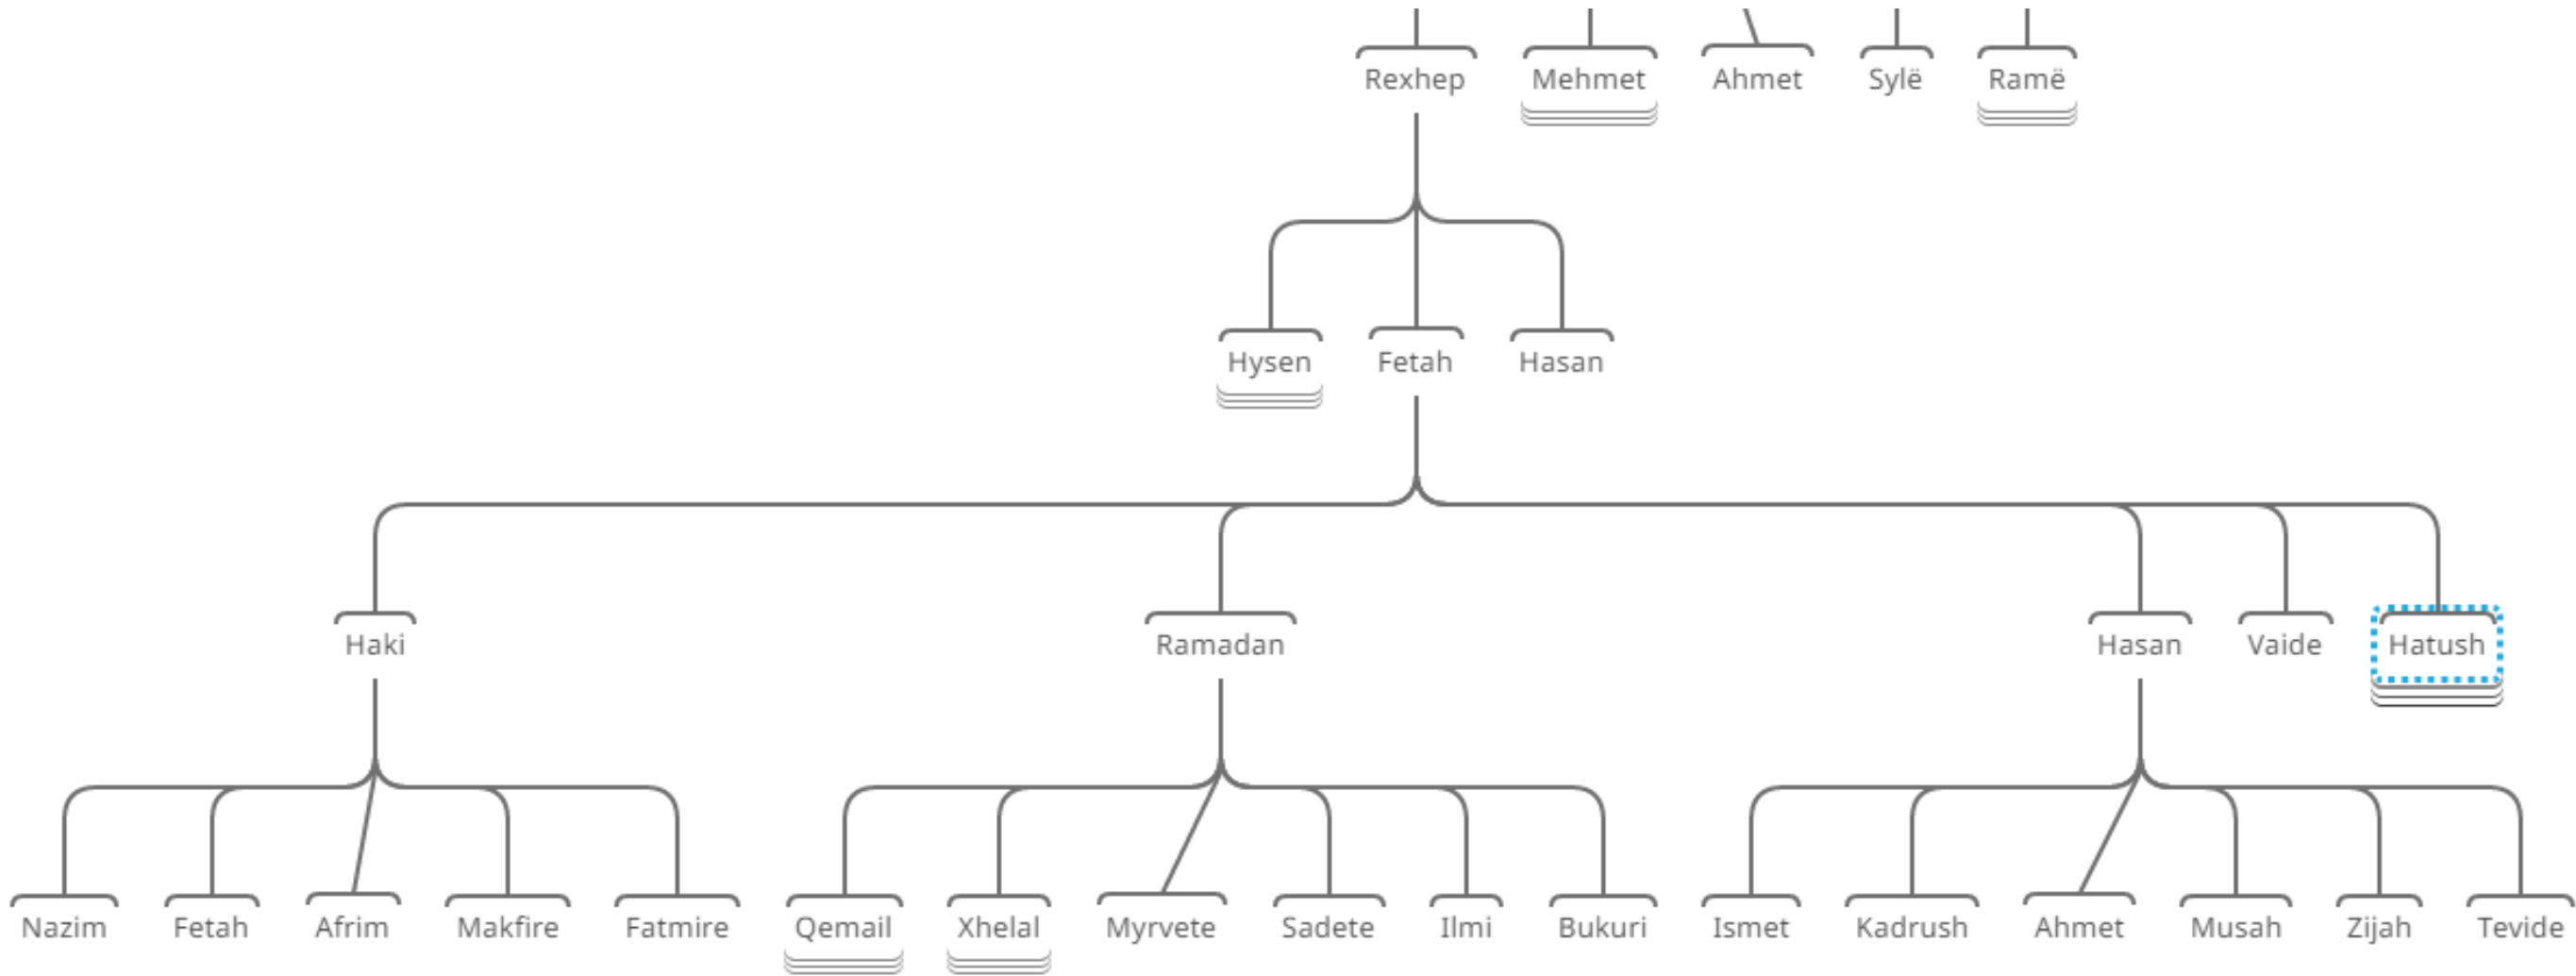 Rexhep Mehmet Ahmet Sylë Ramë
Hysen Fetah Hasan
Haki Ramadan Hasan Vaide Hatush
Nazim Fetah Afrim Makfire Fatmire Qemail Xhelal Myrvete Sadete Ilmi Bukuri Ismet Kadrush Ahmet Musah Zijah Tevide